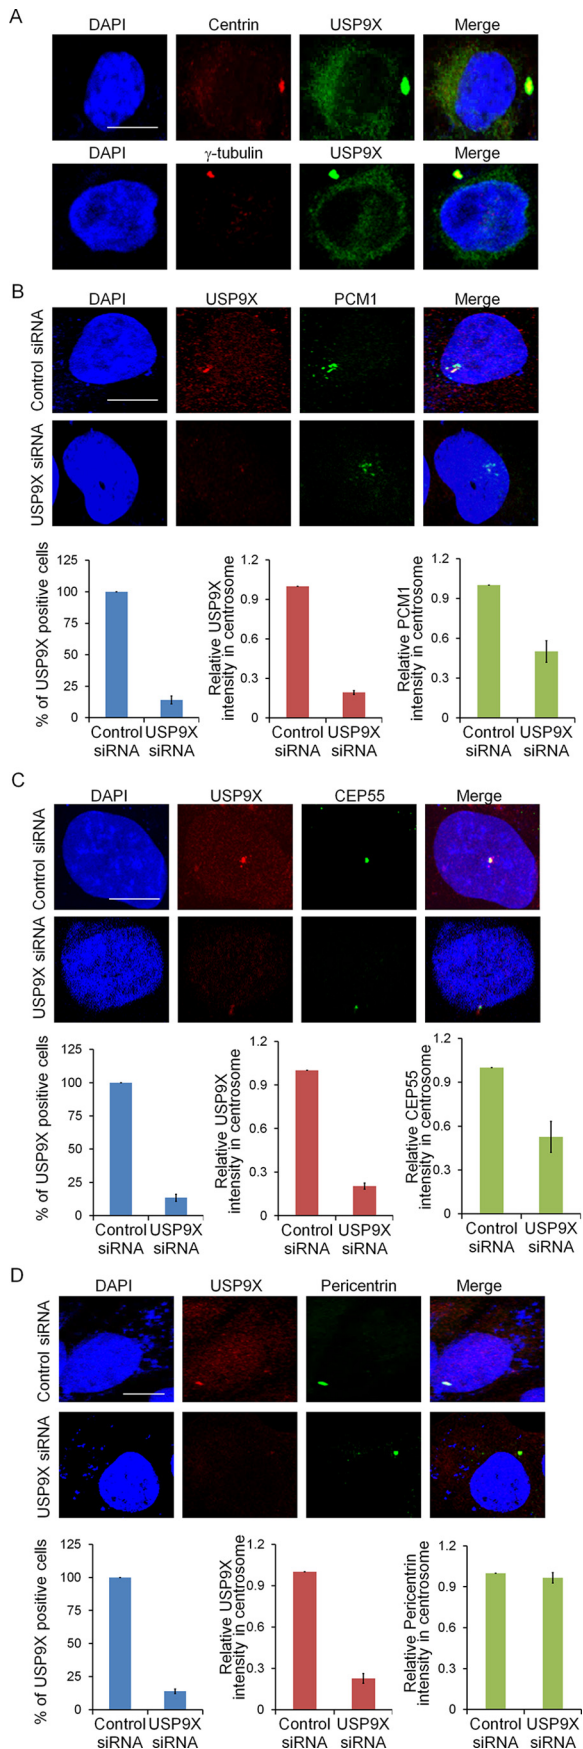 A
DAPI Centrin USP9X Merge
DAPI γ-tubulin USP9X Merge
B
DAPI USP9X PCM1 Merge
Control siRNA
USP9X siRNA
% of USP9X positive cells
125
100
75
50
25
0
Control USP9X
siRNA siRNA
Relative USP9X
intensity in centrosome
1.2
0.9
0.6
0.3
0
Control USP9X
siRNA siRNA
Relative PCM1
intensity in centrosome
1.2
0.9
0.6
0.3
0
Control USP9X
siRNA siRNA
C
DAPI USP9X CEP55 Merge
Control siRNA
USP9X siRNA
% of USP9X positive cells
125
100
75
50
25
0
Control USP9X
siRNA siRNA
Relative USP9X
intensity in centrosome
1.2
0.9
0.6
0.3
0
Control USP9X
siRNA siRNA
Relative CEP55
intensity in centrosome
1.2
0.9
0.6
0.3
0
Control USP9X
siRNA siRNA
D
DAPI USP9X Pericentrin Merge
Control siRNA
USP9X siRNA
% of USP9X positive cells
125
100
75
50
25
0
Control USP9X
siRNA siRNA
Relative USP9X
intensity in centrosome
1.2
0.9
0.6
0.3
0
Control USP9X
siRNA siRNA
Relative Pericentrin
intensity in centrosome
1.2
0.9
0.6
0.3
0
Control USP9X
siRNA siRNA